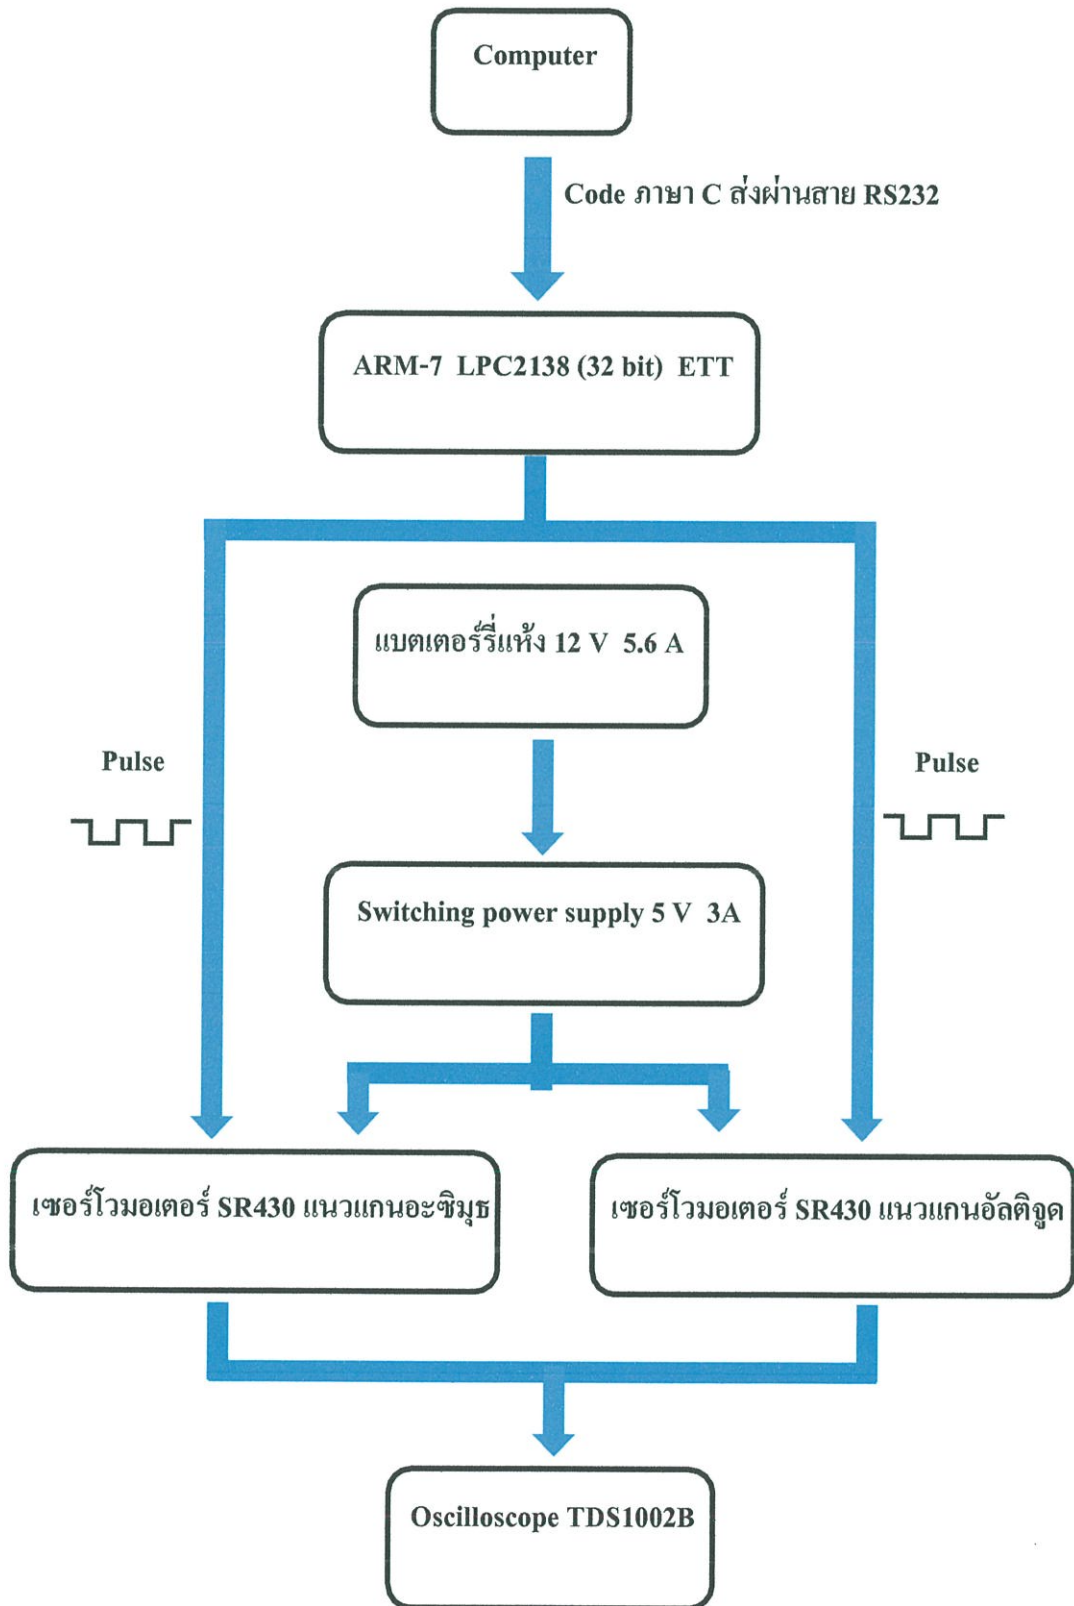 Computer
Code ภาษา C ส่งผ่านสาย RS232
ARM-7 LPC2138 (32 bit) ETT
แบตเตอร์รี่แห้ง 12 V 5.6 A
Pulse
Pulse
Switching power supply 5 V 3A
เซอร์โวมอเตอร์ SR430 แนวแกนอะซิมุธ
เซอร์โวมอเตอร์ SR430 แนวแกนอัลติจูด
Oscilloscope TDS1002B